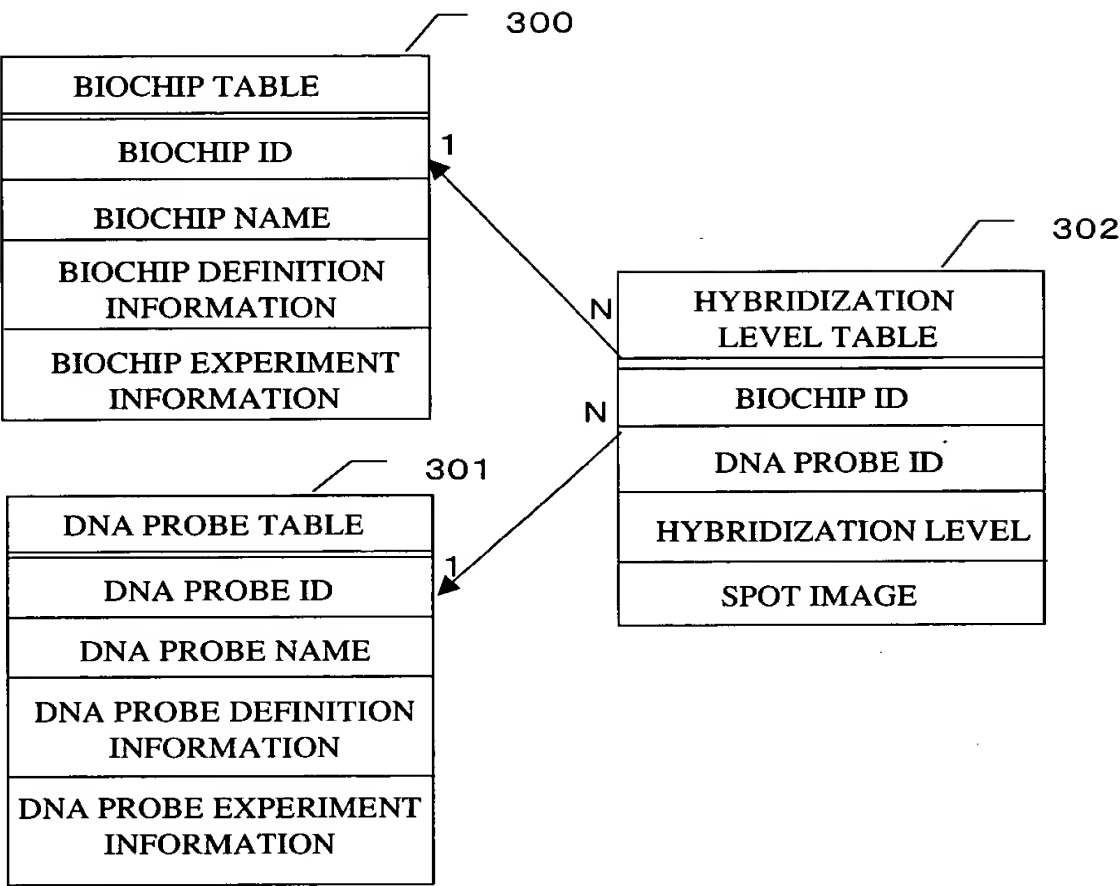 300
BIOCHIP TABLE
BIOCHIP ID
BIOCHIP NAME
BIOCHIP DEFINITION
INFORMATION
BIOCHIP EXPERIMENT
INFORMATION
1
N
N
1
302
HYBRIDIZATION
LEVEL TABLE
BIOCHIP ID
DNA PROBE ID
HYBRIDIZATION LEVEL
SPOT IMAGE
301
DNA PROBE TABLE
DNA PROBE ID
DNA PROBE NAME
DNA PROBE DEFINITION
INFORMATION
DNA PROBE EXPERIMENT
INFORMATION